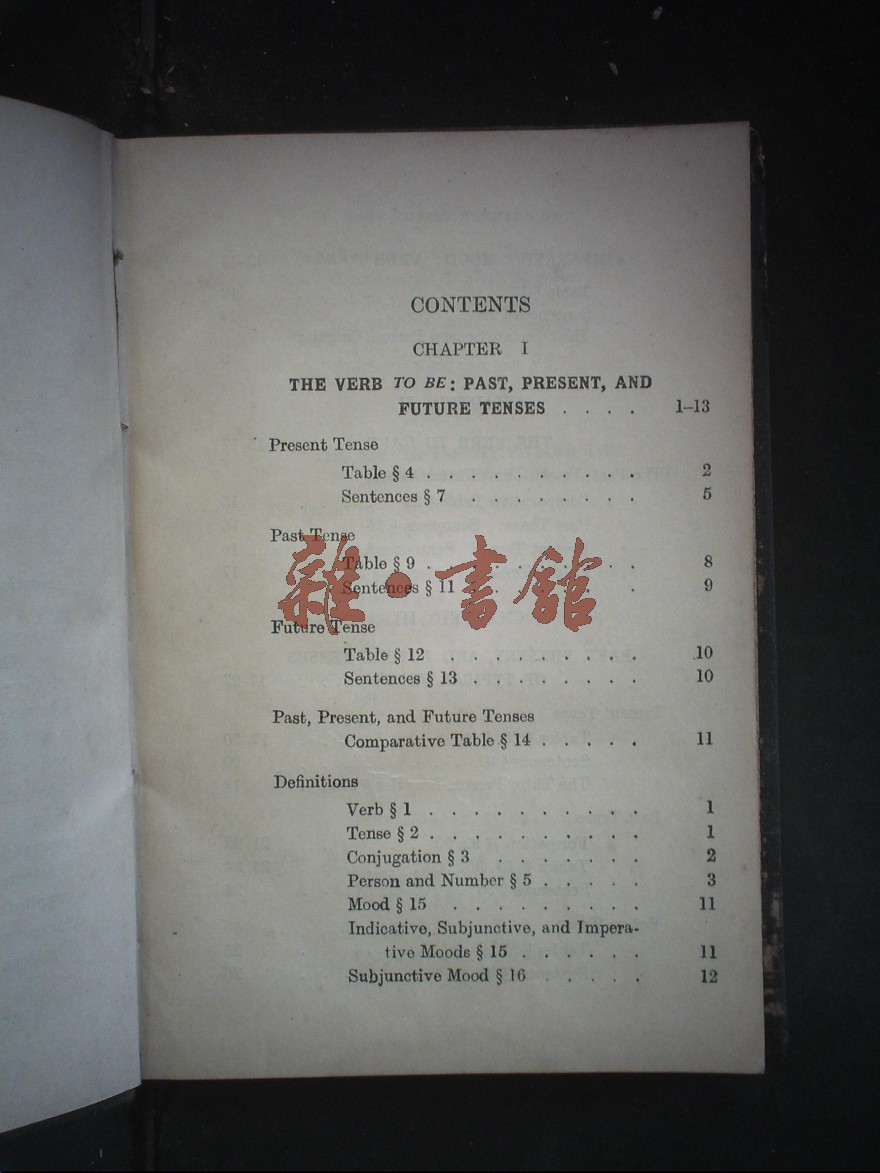 CONTENTS
CHAPTER I
THE VERB TO BE: PAST, PRESENT, AND
FUTURE TENSES . . . . 1–13
Present Tense
Table § 4 . . . . . . . . . . 2
Sentences § 7 . . . . . . . . 5
Past Tense
Table § 9 . . . . . . . . . . 8
Sentences § 11 . . . . . . . . 9
雜·書館
Future Tense
Table § 12 . . . . . . . . . 10
Sentences § 13 . . . . . . . . 10
Past, Present, and Future Tenses
Comparative Table § 14 . . . . . 11
Definitions
Verb § 1 . . . . . . . . . . 1
Tense § 2 . . . . . . . . . . 1
Conjugation § 3 . . . . . . . 2
Person and Number § 5 . . . . . 3
Mood § 15 . . . . . . . . . 11
Indicative, Subjunctive, and Impera-
tive Moods § 15 . . . . . . 11
Subjunctive Mood § 16 . . . . . 12